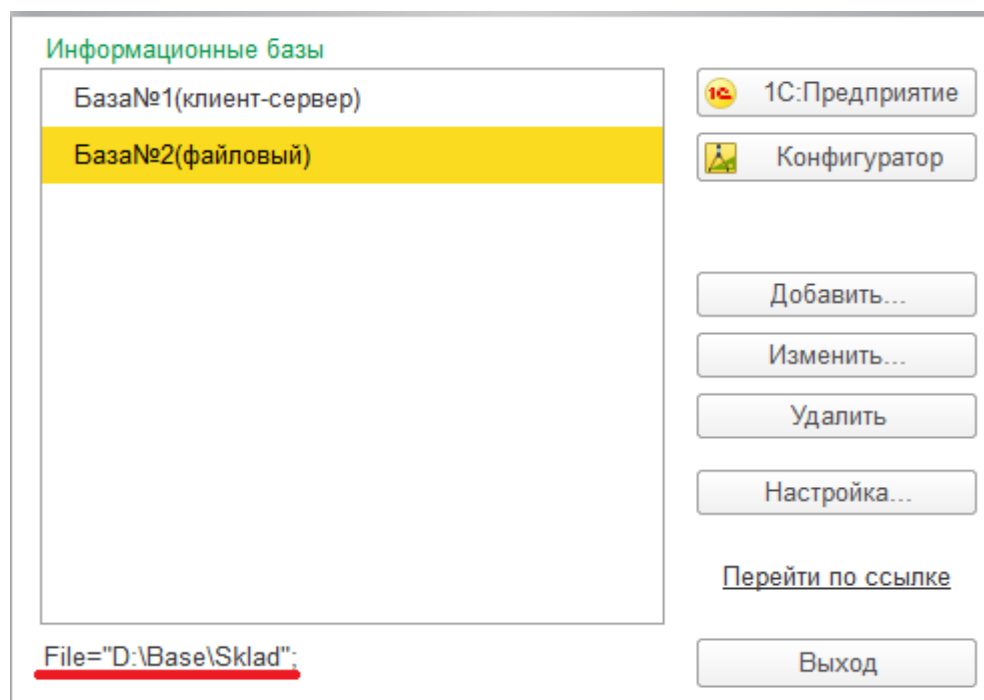 Информационные базы
База№1(клиент-сервер)
База№2(файловый)
1С:Предприятие
Конфигуратор
Добавить...
Изменить...
Удалить
Настройка...
Перейти по ссылке
Выход
File="D:\Base\Sklad";